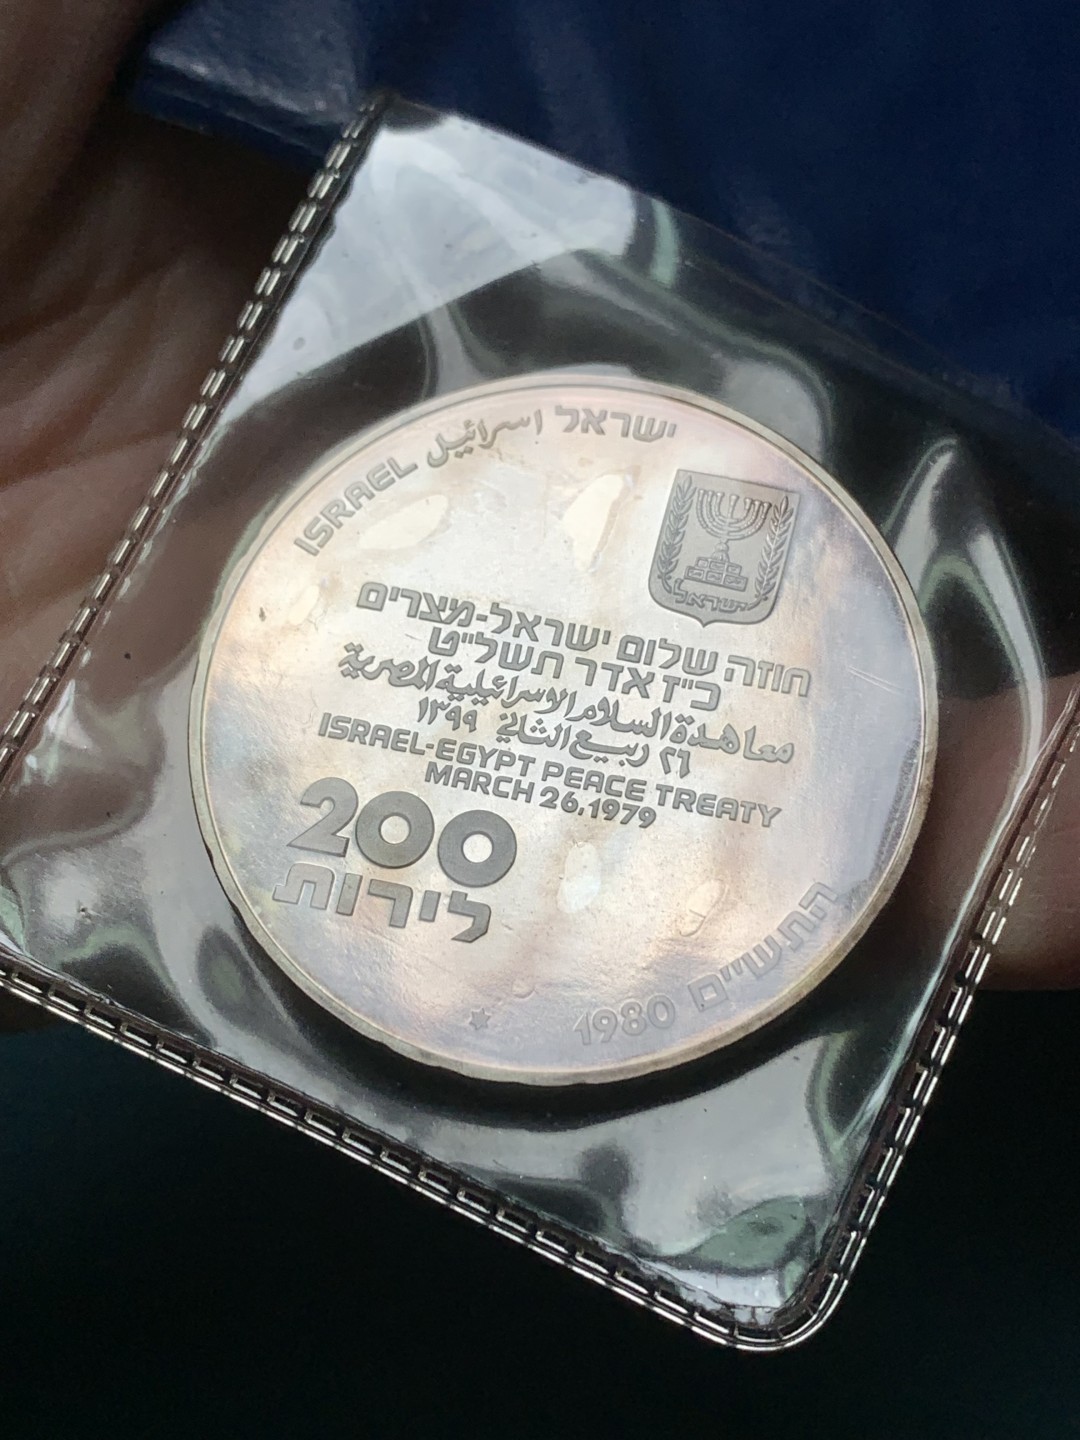 ISRAEL اسرائيل ישראל
ישראל
חוזה שלום ישראל-מצרים
כ"ז אדר תשל"ט
معاهدة السلام الاسرائيلية المصرية
٢٦ ربيع الثاني ١٣٩٩
ISRAEL-EGYPT PEACE TREATY
MARCH 26,1979
200
לירות
1980 התש"ם